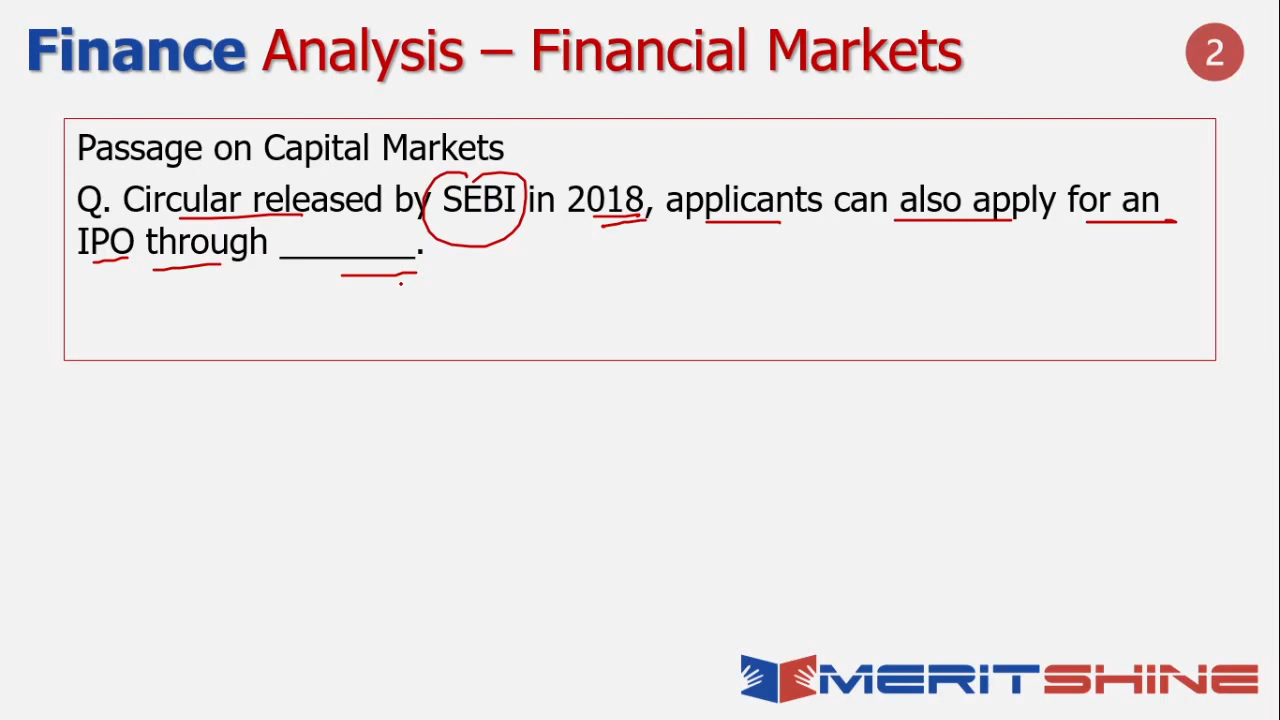 Finance Analysis – Financial Markets
2
Passage on Capital Markets
Q. Circular released by SEBI in 2018, applicants can also apply for an
IPO through ________.
MERITSHINE